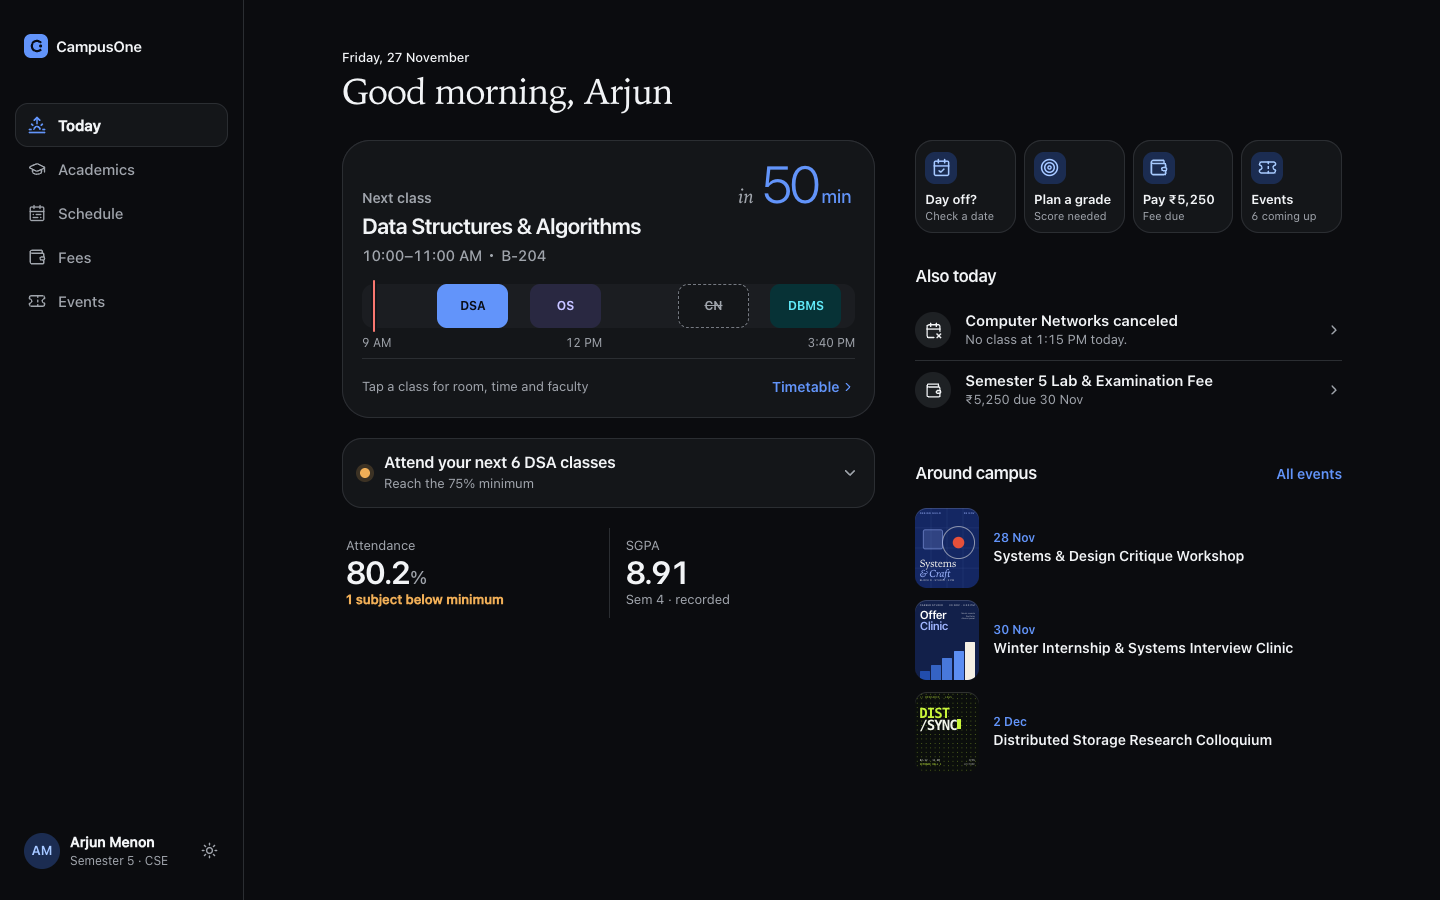 CampusOne
Today
Academics
Schedule
Fees
Events
AM
Arjun Menon
Semester 5 · CSE
Friday, 27 November
Good morning, Arjun
Next class
in 50 min
Data Structures & Algorithms
10:00–11:00 AM • B-204
DSA
OS
CN
DBMS
9 AM
12 PM
3:40 PM
Tap a class for room, time and faculty
Timetable
Attend your next 6 DSA classes
Reach the 75% minimum
Attendance
80.2%
1 subject below minimum
SGPA
8.91
Sem 4 · recorded
Day off?
Check a date
Plan a grade
Score needed
Pay ₹5,250
Fee due
Events
6 coming up
Also today
Computer Networks canceled
No class at 1:15 PM today.
Semester 5 Lab & Examination Fee
₹5,250 due 30 Nov
Around campus
All events
Systems
& Craft
28 Nov
Systems & Design Critique Workshop
Offer
Clinic
30 Nov
Winter Internship & Systems Interview Clinic
DIST
/SYNC
2 Dec
Distributed Storage Research Colloquium